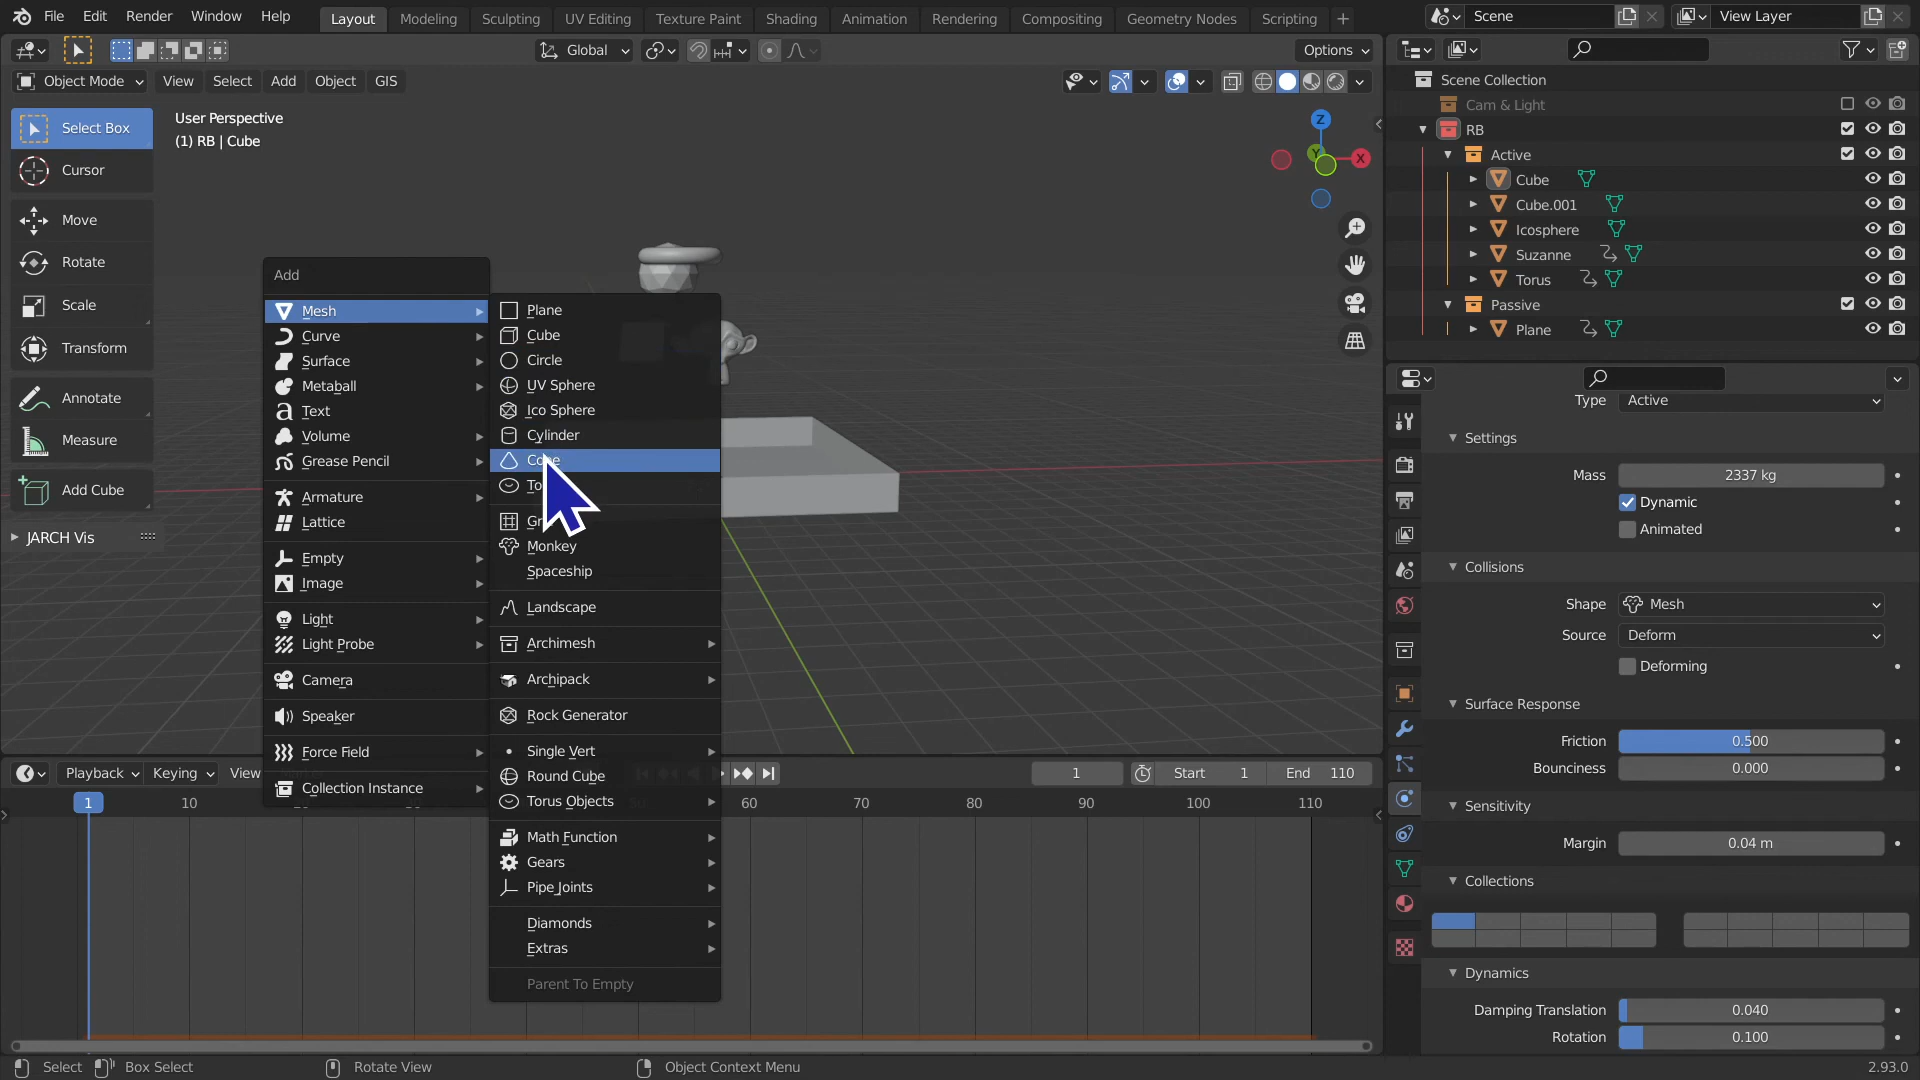 File Edit Render Window Help
Layout Modeling Sculpting UV Editing Texture Paint Shading Animation Rendering Compositing Geometry Nodes Scripting +
Scene
View Layer
Global
Options
Object Mode View Select Add Object GIS
Select Box
Cursor
Move
Rotate
Scale
Transform
Annotate
Measure
Add Cube
JARCH Vis
User Perspective
(1) RB | Cube
Z
Y
X
Add
Mesh
Curve
Surface
Metaball
Text
Volume
Grease Pencil
Armature
Lattice
Empty
Image
Light
Light Probe
Camera
Speaker
Force Field
Collection Instance
Plane
Cube
Circle
UV Sphere
Ico Sphere
Cylinder
Monkey
Spaceship
Landscape
Archimesh
Archipack
Rock Generator
Single Vert
Round Cube
Torus Objects
Math Function
Gears
Pipe Joints
Diamonds
Extras
Parent To Empty
Scene Collection
Cam & Light
RB
Active
Cube
Cube.001
Icosphere
Suzanne
Torus
Passive
Plane
Type Active
Settings
Mass 2337 kg
Dynamic
Animated
Collisions
Shape Mesh
Source Deform
Deforming
Surface Response
Friction 0.500
Bounciness 0.000
Sensitivity
Margin 0.04 m
Collections
Dynamics
Damping Translation 0.040
Rotation 0.100
Playback Keying View
1 Start 1 End 110
1 10 60 70 80 90 100 110
Select Box Select Rotate View Object Context Menu
2.93.0